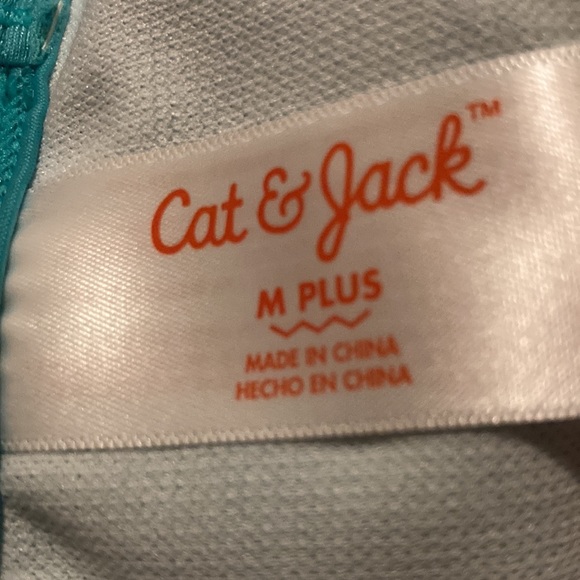 Cat & Jack™
M PLUS
MADE IN CHINA
HECHO EN CHINA